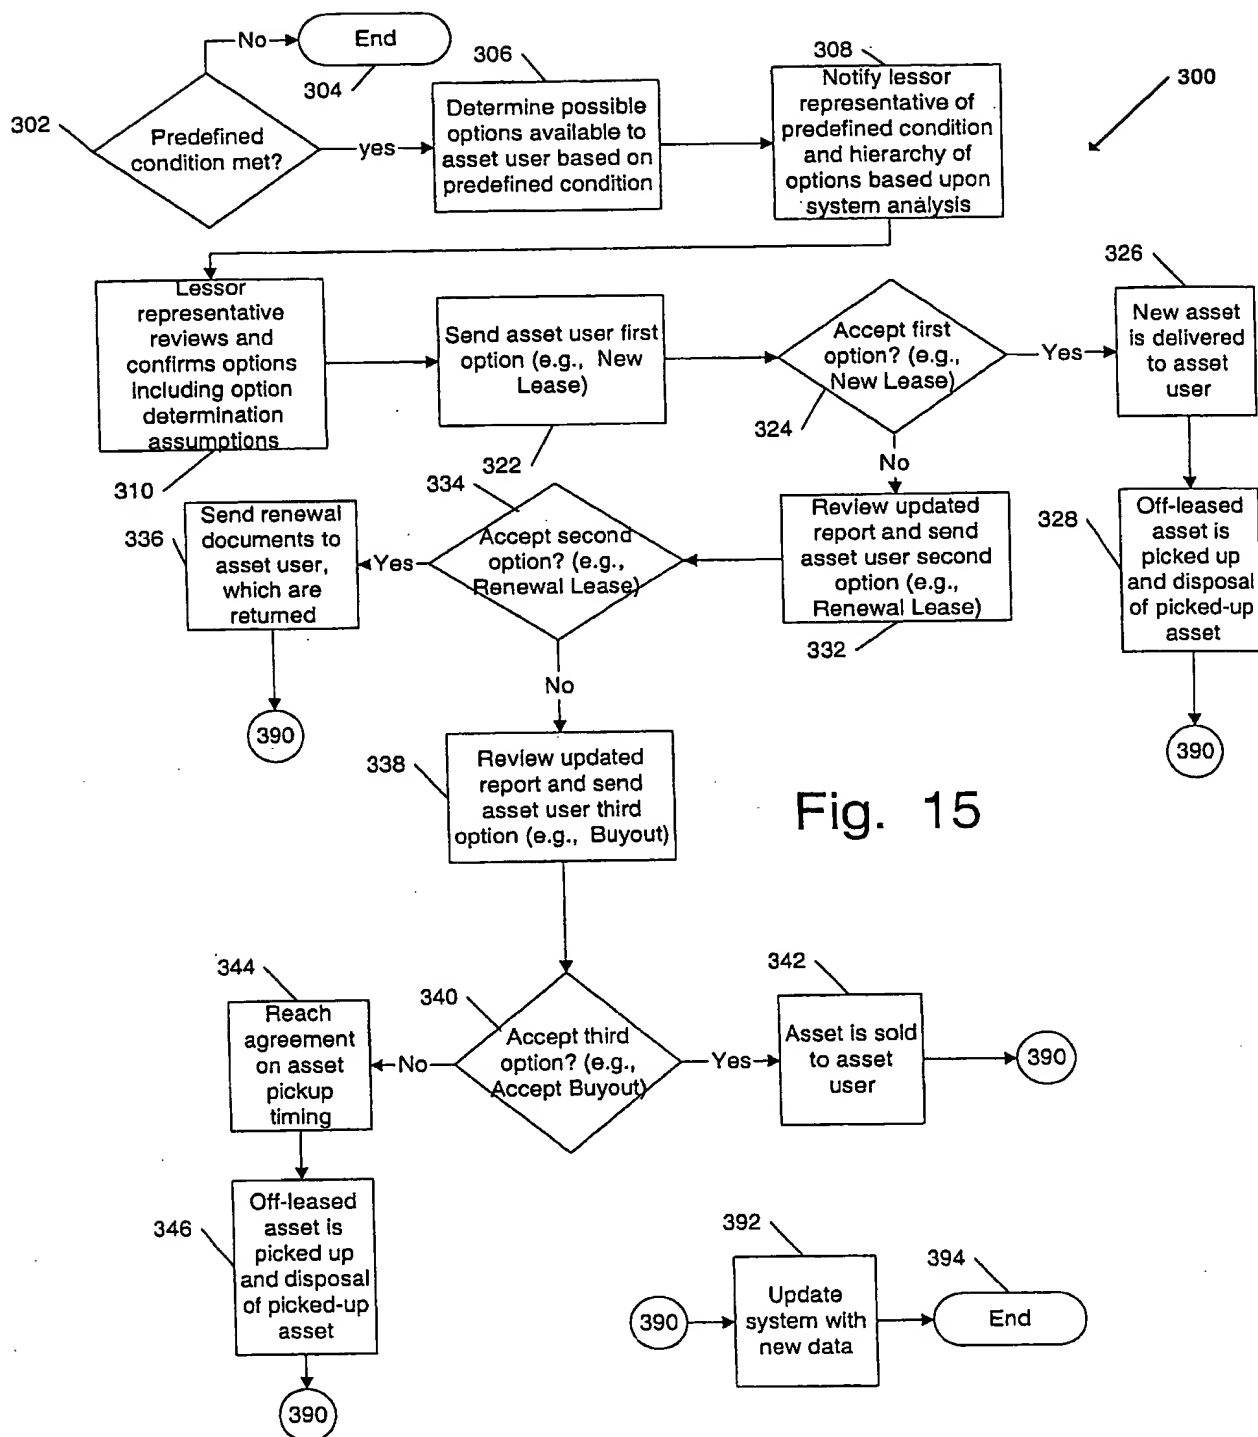 No
End
304
302
Predefined
condition met?
yes
306
Determine possible
options available to
asset user based on
predefined condition
308
Notify lessor
representative of
predefined condition
and hierarchy of
options based upon
system analysis
300
Lessor
representative
reviews and
confirms options
including option
determination
assumptions
310
Send asset user first
option (e.g., New
Lease)
322
Accept first
option? (e.g.,
New Lease)
324
Yes
No
326
New asset
is delivered
to asset
user
328
Off-leased
asset is
picked up
and disposal
of picked-up
asset
390
Review updated
report and send
asset user second
option (e.g.,
Renewal Lease)
332
334
Accept second
option? (e.g.,
Renewal Lease)
Yes
No
336
Send renewal
documents to
asset user,
which are
returned
390
338
Review updated
report and send
asset user third
option (e.g., Buyout)
Fig. 15
340
Accept third
option? (e.g.,
Accept Buyout)
Yes
No
342
Asset is sold
to asset
user
390
344
Reach
agreement
on asset
pickup
timing
346
Off-leased
asset is
picked up
and disposal
of picked-up
asset
390
390
392
Update
system with
new data
394
End